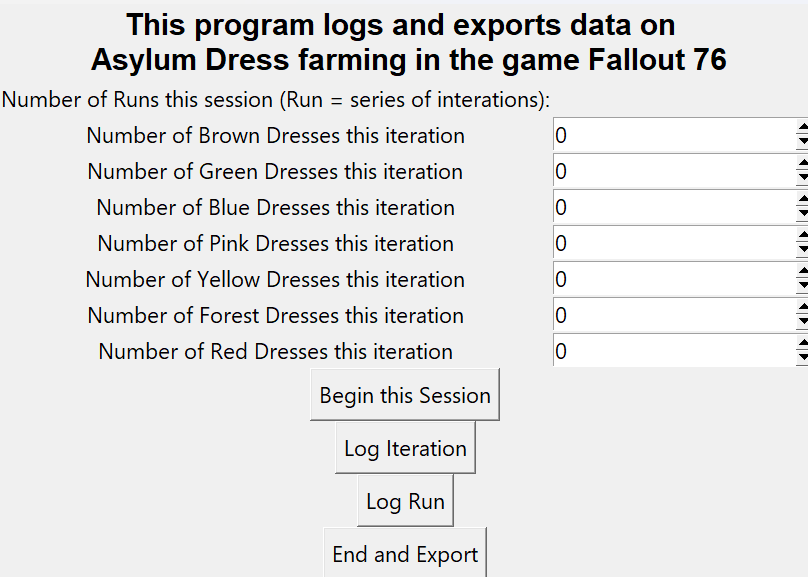 This program logs and exports data on
Asylum Dress farming in the game Fallout 76
Number of Runs this session (Run = series of interations):
Number of Brown Dresses this iteration 0
Number of Green Dresses this iteration 0
Number of Blue Dresses this iteration 0
Number of Pink Dresses this iteration 0
Number of Yellow Dresses this iteration 0
Number of Forest Dresses this iteration 0
Number of Red Dresses this iteration 0
Begin this Session
Log Iteration
Log Run
End and Export